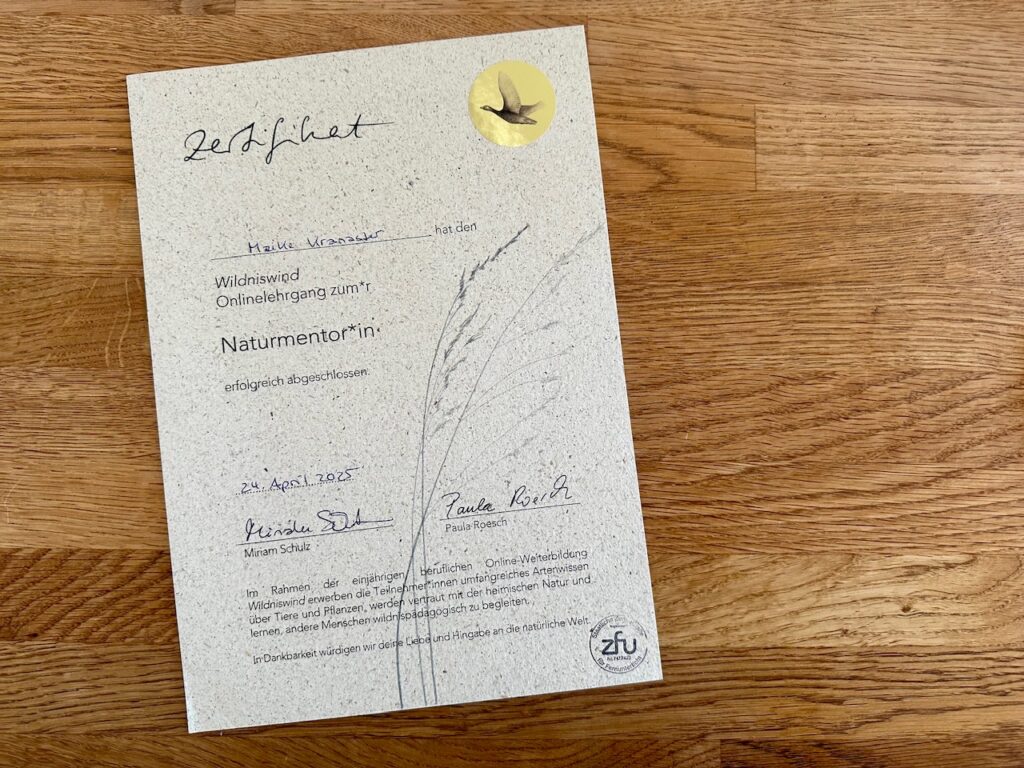 Zertifikat
Meike Kranaster hat den
Wildniswind
Onlinelehrgang zum*r
Naturmentor*in
erfolgreich abgeschlossen.
24. April 2025
Miriam Schulz
Paula Roesch
Paula Roesch
Im Rahmen der einjährigen beruflichen Online-Weiterbildung
Wildniswind erwerben die Teilnehmer*innen umfangreiches Artenwissen
über Tiere und Pflanzen, werden vertraut mit der heimischen Natur und
lernen, andere Menschen wildnispädagogisch zu begleiten.
In Dankbarkeit würdigen wir deine Liebe und Hingabe an die natürliche Welt.
zfu
für Fernunterricht